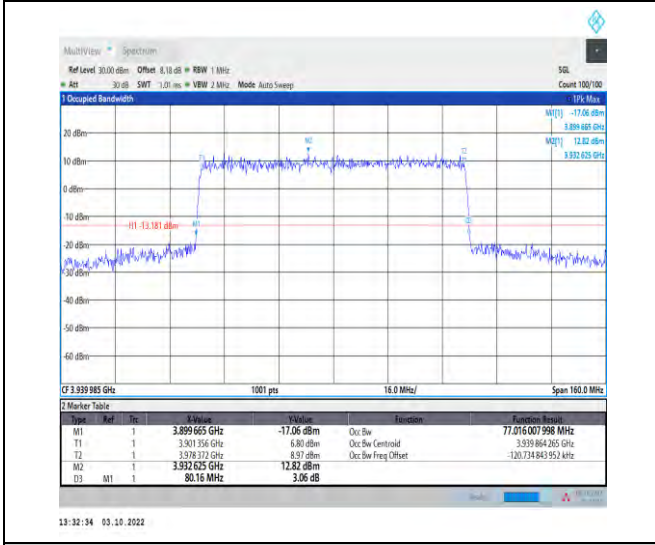 MultiView Spectrum
Ref Level 30.00 dBm Offset 8.18 dB RBW 1 MHz SGL
Att 30 dB SWT 1.01 ms VBW 2 MHz Mode Auto Sweep Count 100/100
1 Occupied Bandwidth 1Pk Max
M1[1] -17.06 dBm
3.899 665 GHz
M2[1] 12.82 dBm
3.932 625 GHz
20 dBm
M2
T1
10 dBm
0 dBm
-10 dBm
H1 -13.181 dBm
M1
-20 dBm
-30 dBm
-40 dBm
-50 dBm
-60 dBm
CF 3.939 985 GHz 1001 pts 16.0 MHz/ Span 160.0 MHz
2 Marker Table
Type Ref Trc X-Value Y-Value Function Function Result
M1 1 3.899 665 GHz -17.06 dBm Occ Bw 77.016 007 998 MHz
T1 1 3.901 356 GHz 6.80 dBm Occ Bw Centroid 3.939 864 265 GHz
T2 1 3.978 372 GHz 8.97 dBm Occ Bw Freq Offset -120.734 843 952 kHz
M2 1 3.932 625 GHz 12.82 dBm
D3 M1 1 80.16 MHz 3.06 dB
Ready
13:32:34 03.10.2022